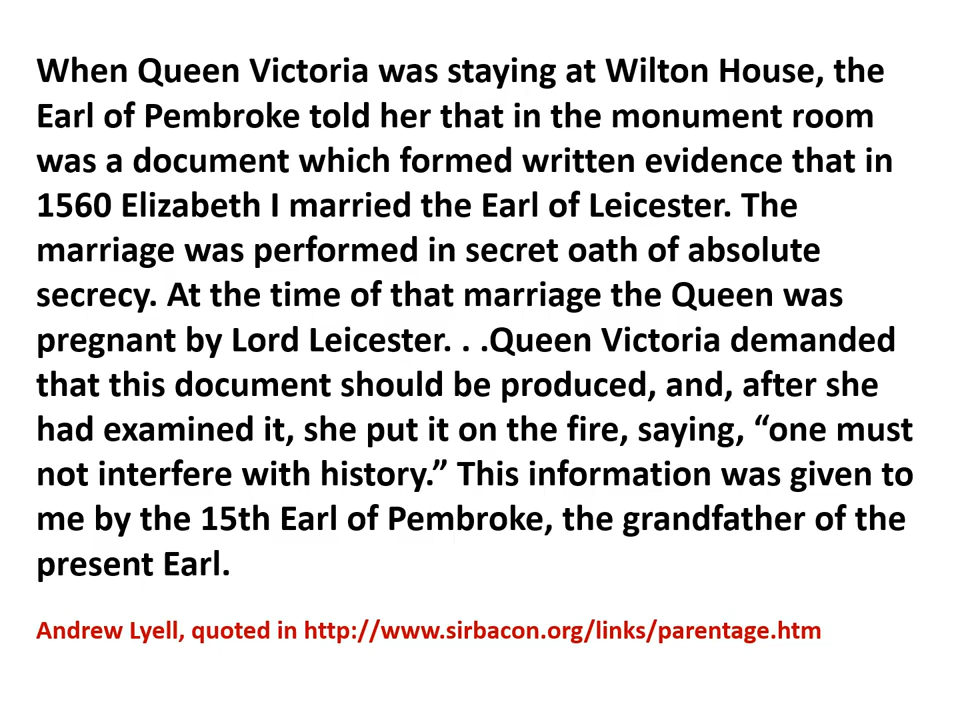 When Queen Victoria was staying at Wilton House, the
Earl of Pembroke told her that in the monument room
was a document which formed written evidence that in
1560 Elizabeth I married the Earl of Leicester. The
marriage was performed in secret oath of absolute
secrecy. At the time of that marriage the Queen was
pregnant by Lord Leicester. . .Queen Victoria demanded
that this document should be produced, and, after she
had examined it, she put it on the fire, saying, “one must
not interfere with history.” This information was given to
me by the 15th Earl of Pembroke, the grandfather of the
present Earl.
Andrew Lyell, quoted in http://www.sirbacon.org/links/parentage.htm